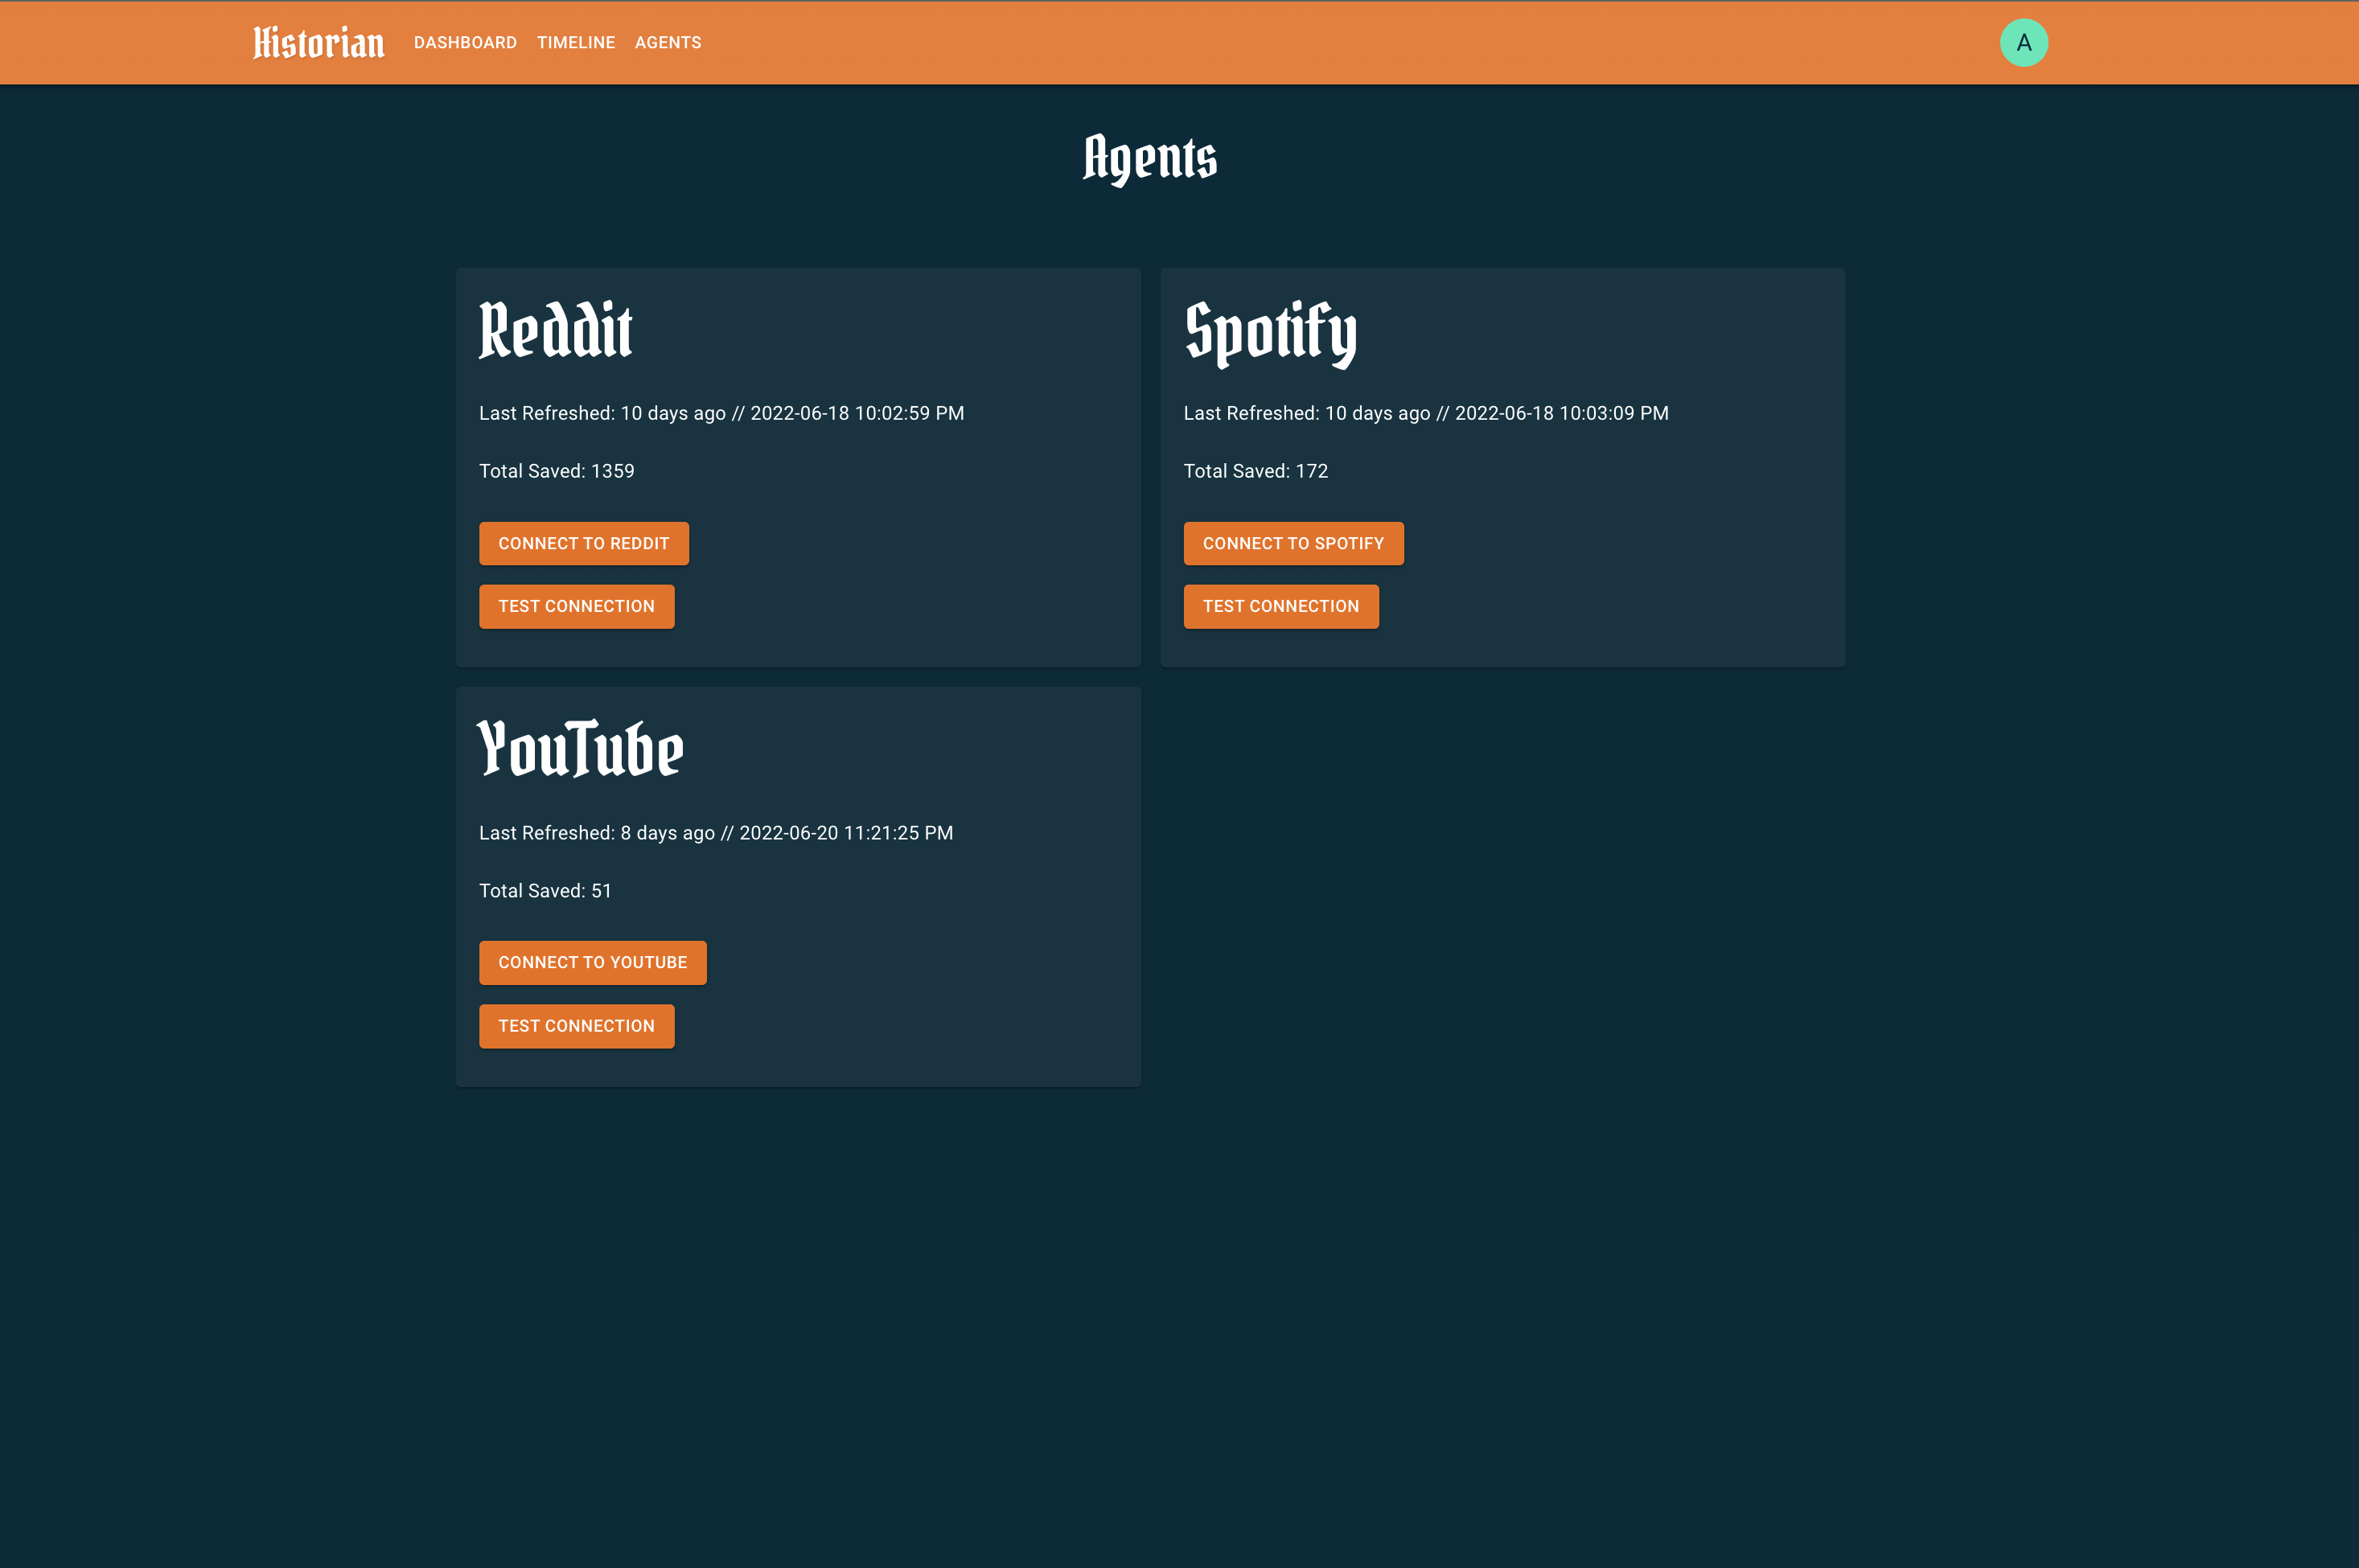 Historian DASHBOARD TIMELINE AGENTS A
Agents
Reddit
Last Refreshed: 10 days ago // 2022-06-18 10:02:59 PM
Total Saved: 1359
CONNECT TO REDDIT
TEST CONNECTION
Spotify
Last Refreshed: 10 days ago // 2022-06-18 10:03:09 PM
Total Saved: 172
CONNECT TO SPOTIFY
TEST CONNECTION
YouTube
Last Refreshed: 8 days ago // 2022-06-20 11:21:25 PM
Total Saved: 51
CONNECT TO YOUTUBE
TEST CONNECTION